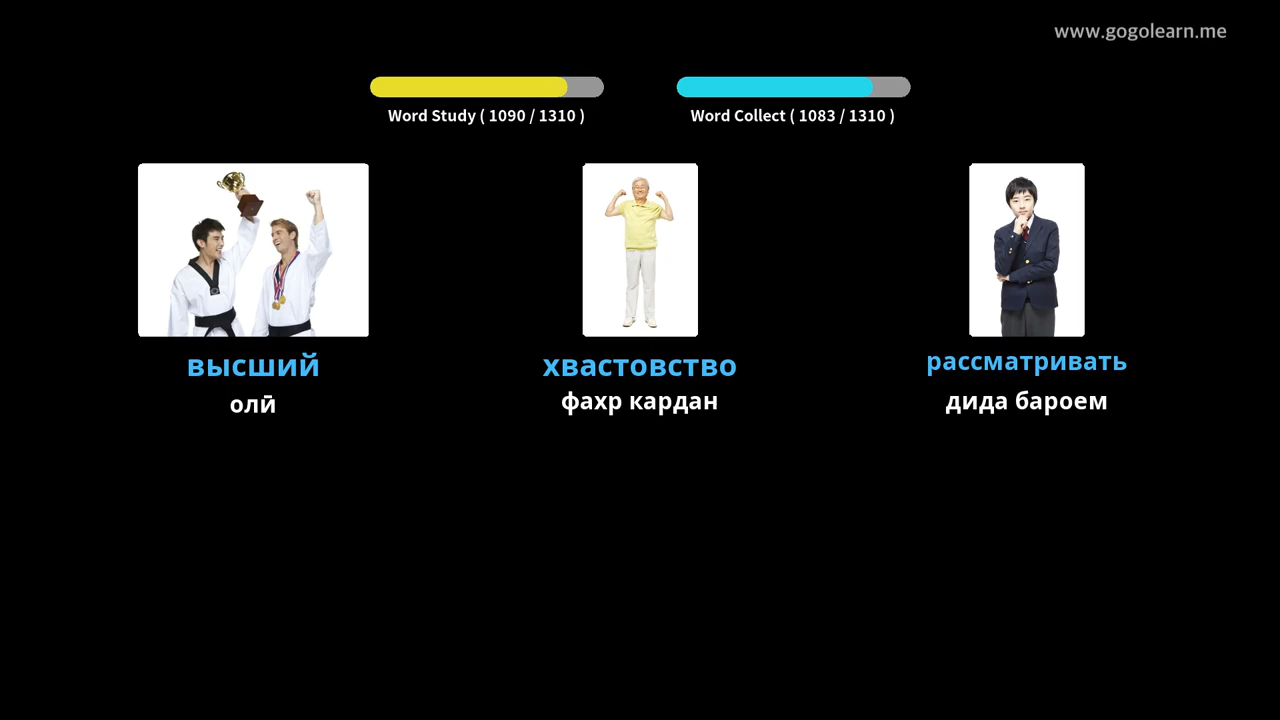 www.gogolearn.me
Word Study ( 1090 / 1310 )
Word Collect ( 1083 / 1310 )
высший
хвастовство
рассматривать
олӣ
фахр кардан
дида бароем